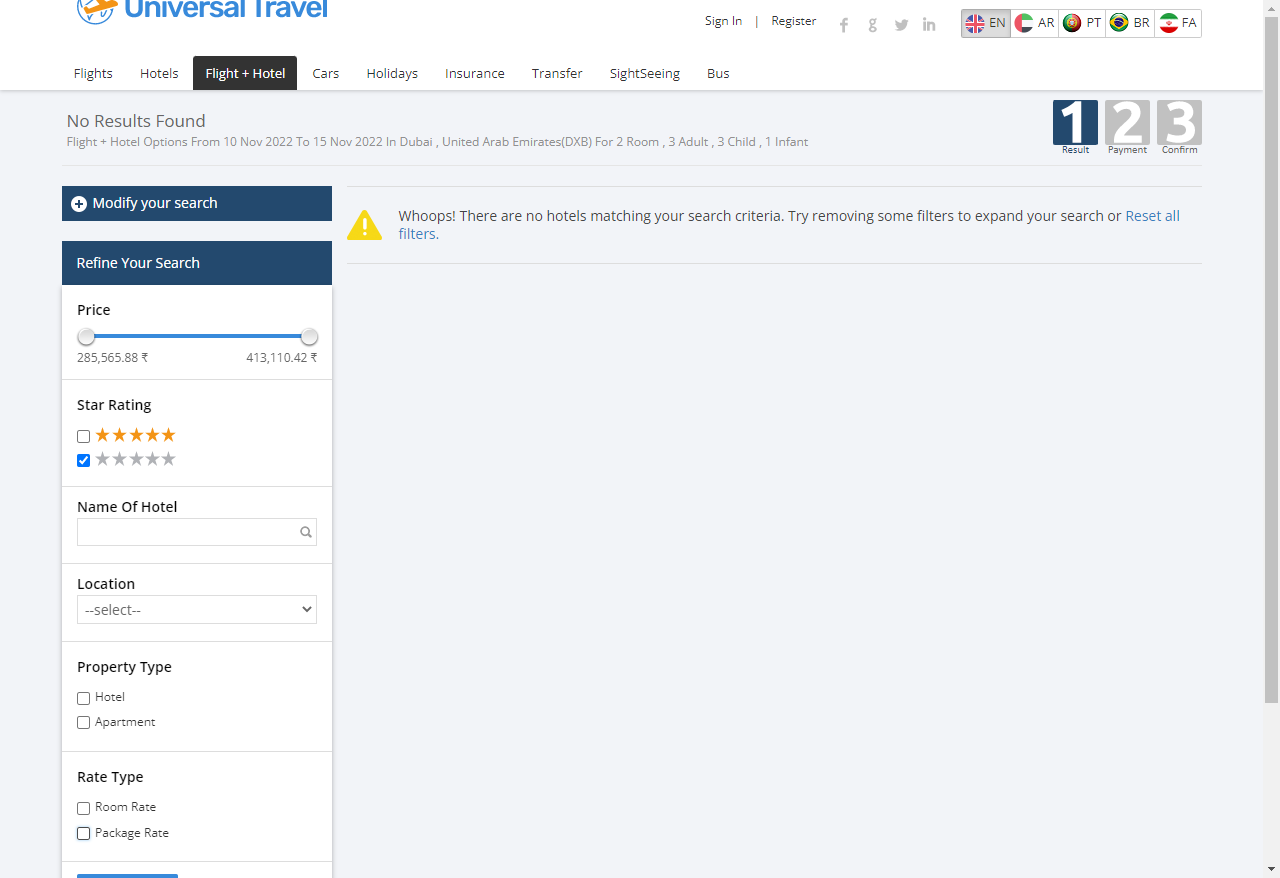 Universal Travel
Sign In | Register
EN AR PT BR FA
Flights Hotels Flight + Hotel Cars Holidays Insurance Transfer SightSeeing Bus
No Results Found
Flight + Hotel Options From 10 Nov 2022 To 15 Nov 2022 In Dubai , United Arab Emirates(DXB) For 2 Room , 3 Adult , 3 Child , 1 Infant
1 2 3
Result Payment Confirm
Modify your search
Whoops! There are no hotels matching your search criteria. Try removing some filters to expand your search or Reset all
filters.
Refine Your Search
Price
285,565.88 ₹ 413,110.42 ₹
Star Rating
Name Of Hotel
Location
--select--
Property Type
Hotel
Apartment
Rate Type
Room Rate
Package Rate